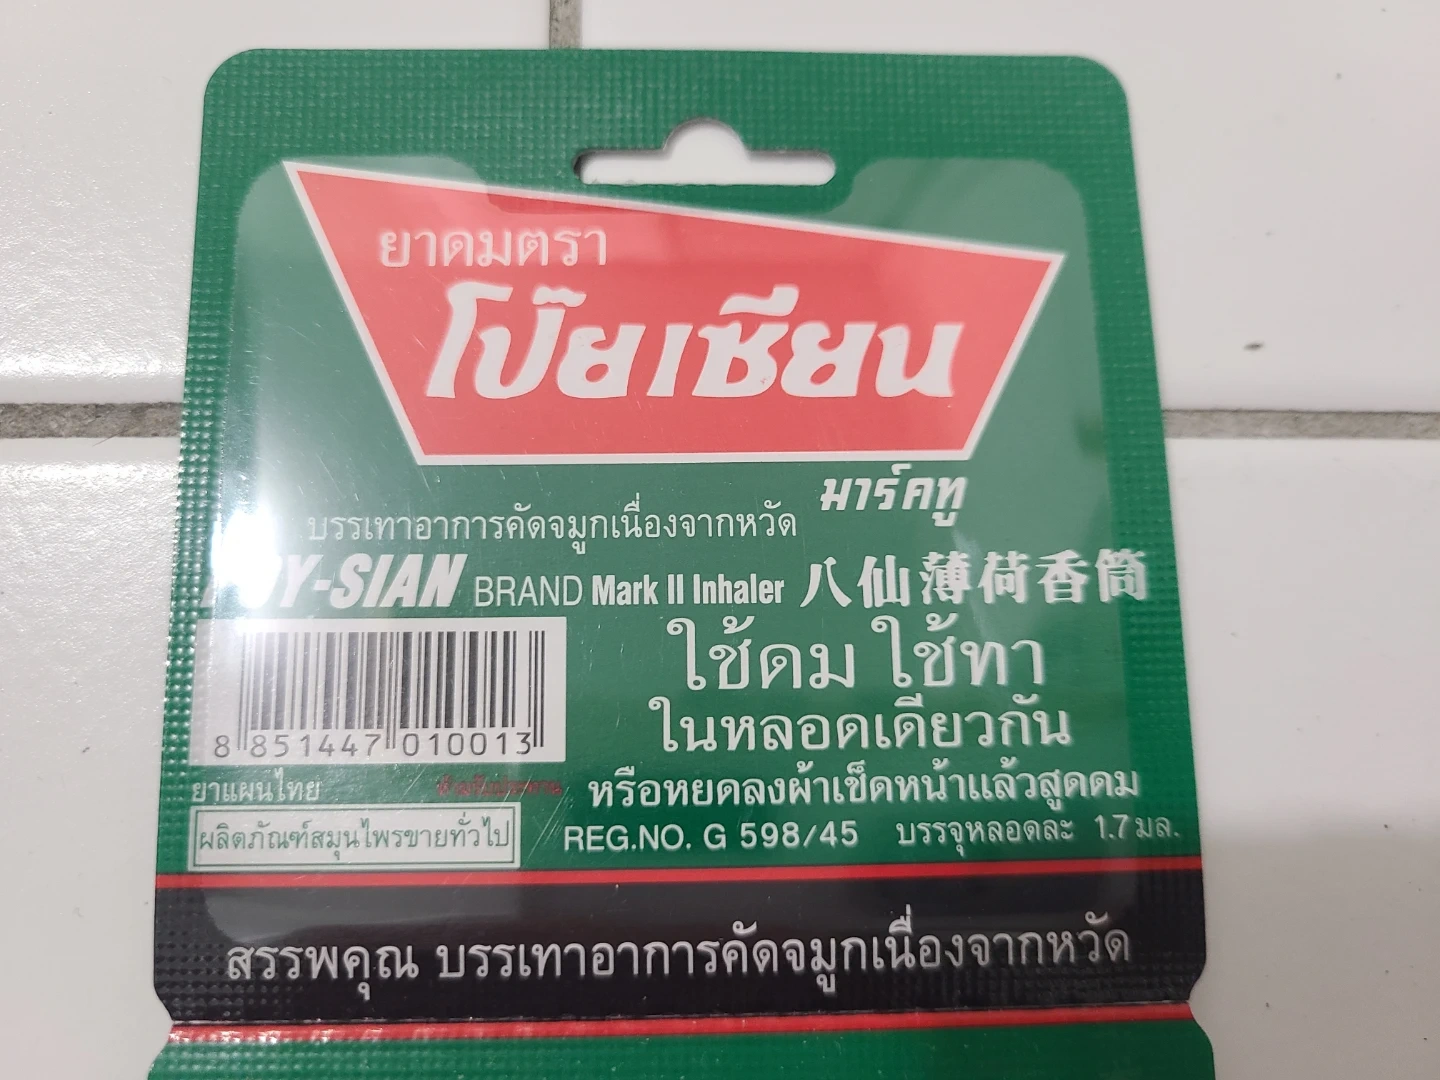 ยาดมตรา
โป๊ยเซียน
มาร์คทู
บรรเทาอาการคัดจมูกเนื่องจากหวัด
POY-SIAN BRAND Mark II Inhaler 八仙薄荷香筒
ใช้ดม ใช้ทา
ในหลอดเดียวกัน
8 851447 010013
หรือหยดลงผ้าเช็ดหน้าแล้วสูดดม
ยาแผนไทย
ผลิตภัณฑ์สมุนไพรขายทั่วไป
REG.NO. G 598/45 บรรจุหลอดละ 1.7 มล.
สรรพคุณ บรรเทาอาการคัดจมูกเนื่องจากหวัด